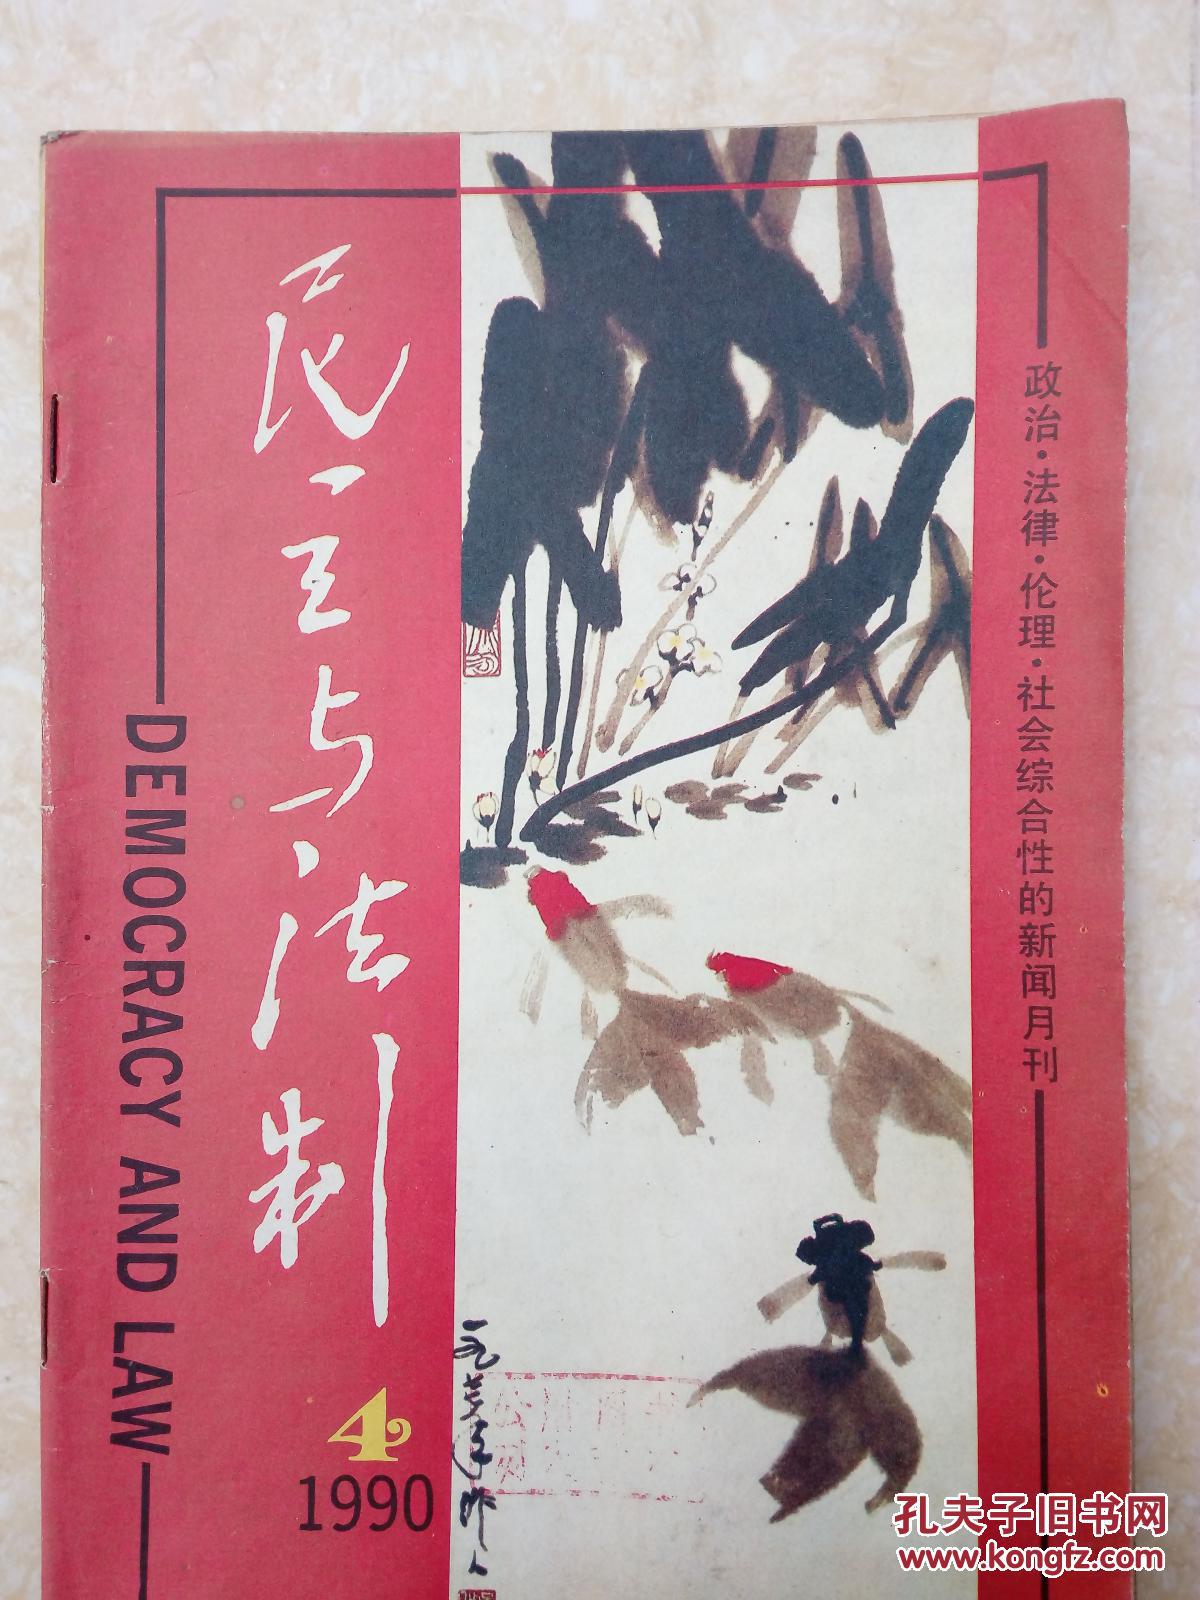 民主与法制
DEMOCRACY AND LAW
政治·法律·伦理·社会综合性的新闻月刊
4
1990
孔夫子旧书网
www.kongfz.com